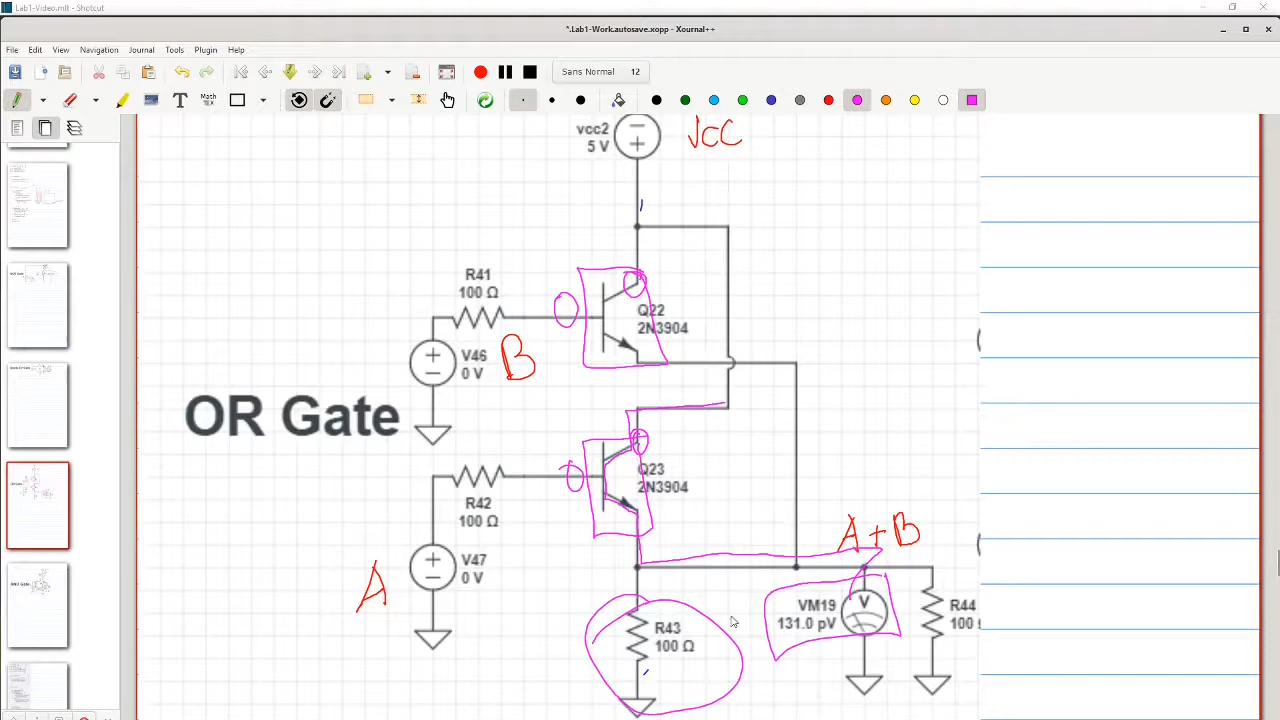 Lab1-Video.mlt - Shotcut
*.Lab1-Work.autosave.xopp - Xournal++
File Edit View Navigation Journal Tools Plugin Help
Sans Normal 12
vcc2
5 V
VCC
R41
100 Ω
Q22
2N3904
V46
0 V
B
OR Gate
Q23
2N3904
R42
100 Ω
A + B
V47
0 V
A
VM19
131.0 pV
V
R44
100
R43
100 Ω